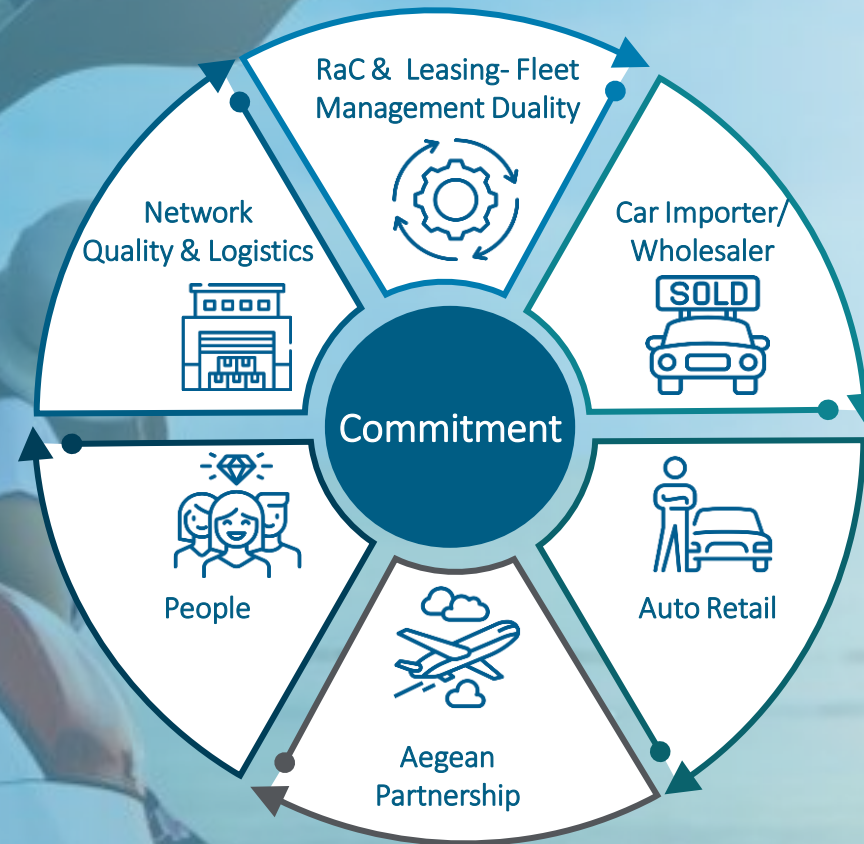 RaC & Leasing- Fleet
Management Duality
Network
Quality & Logistics
Car Importer/
Wholesaler
SOLD
Commitment
People
Auto Retail
Aegean
Partnership